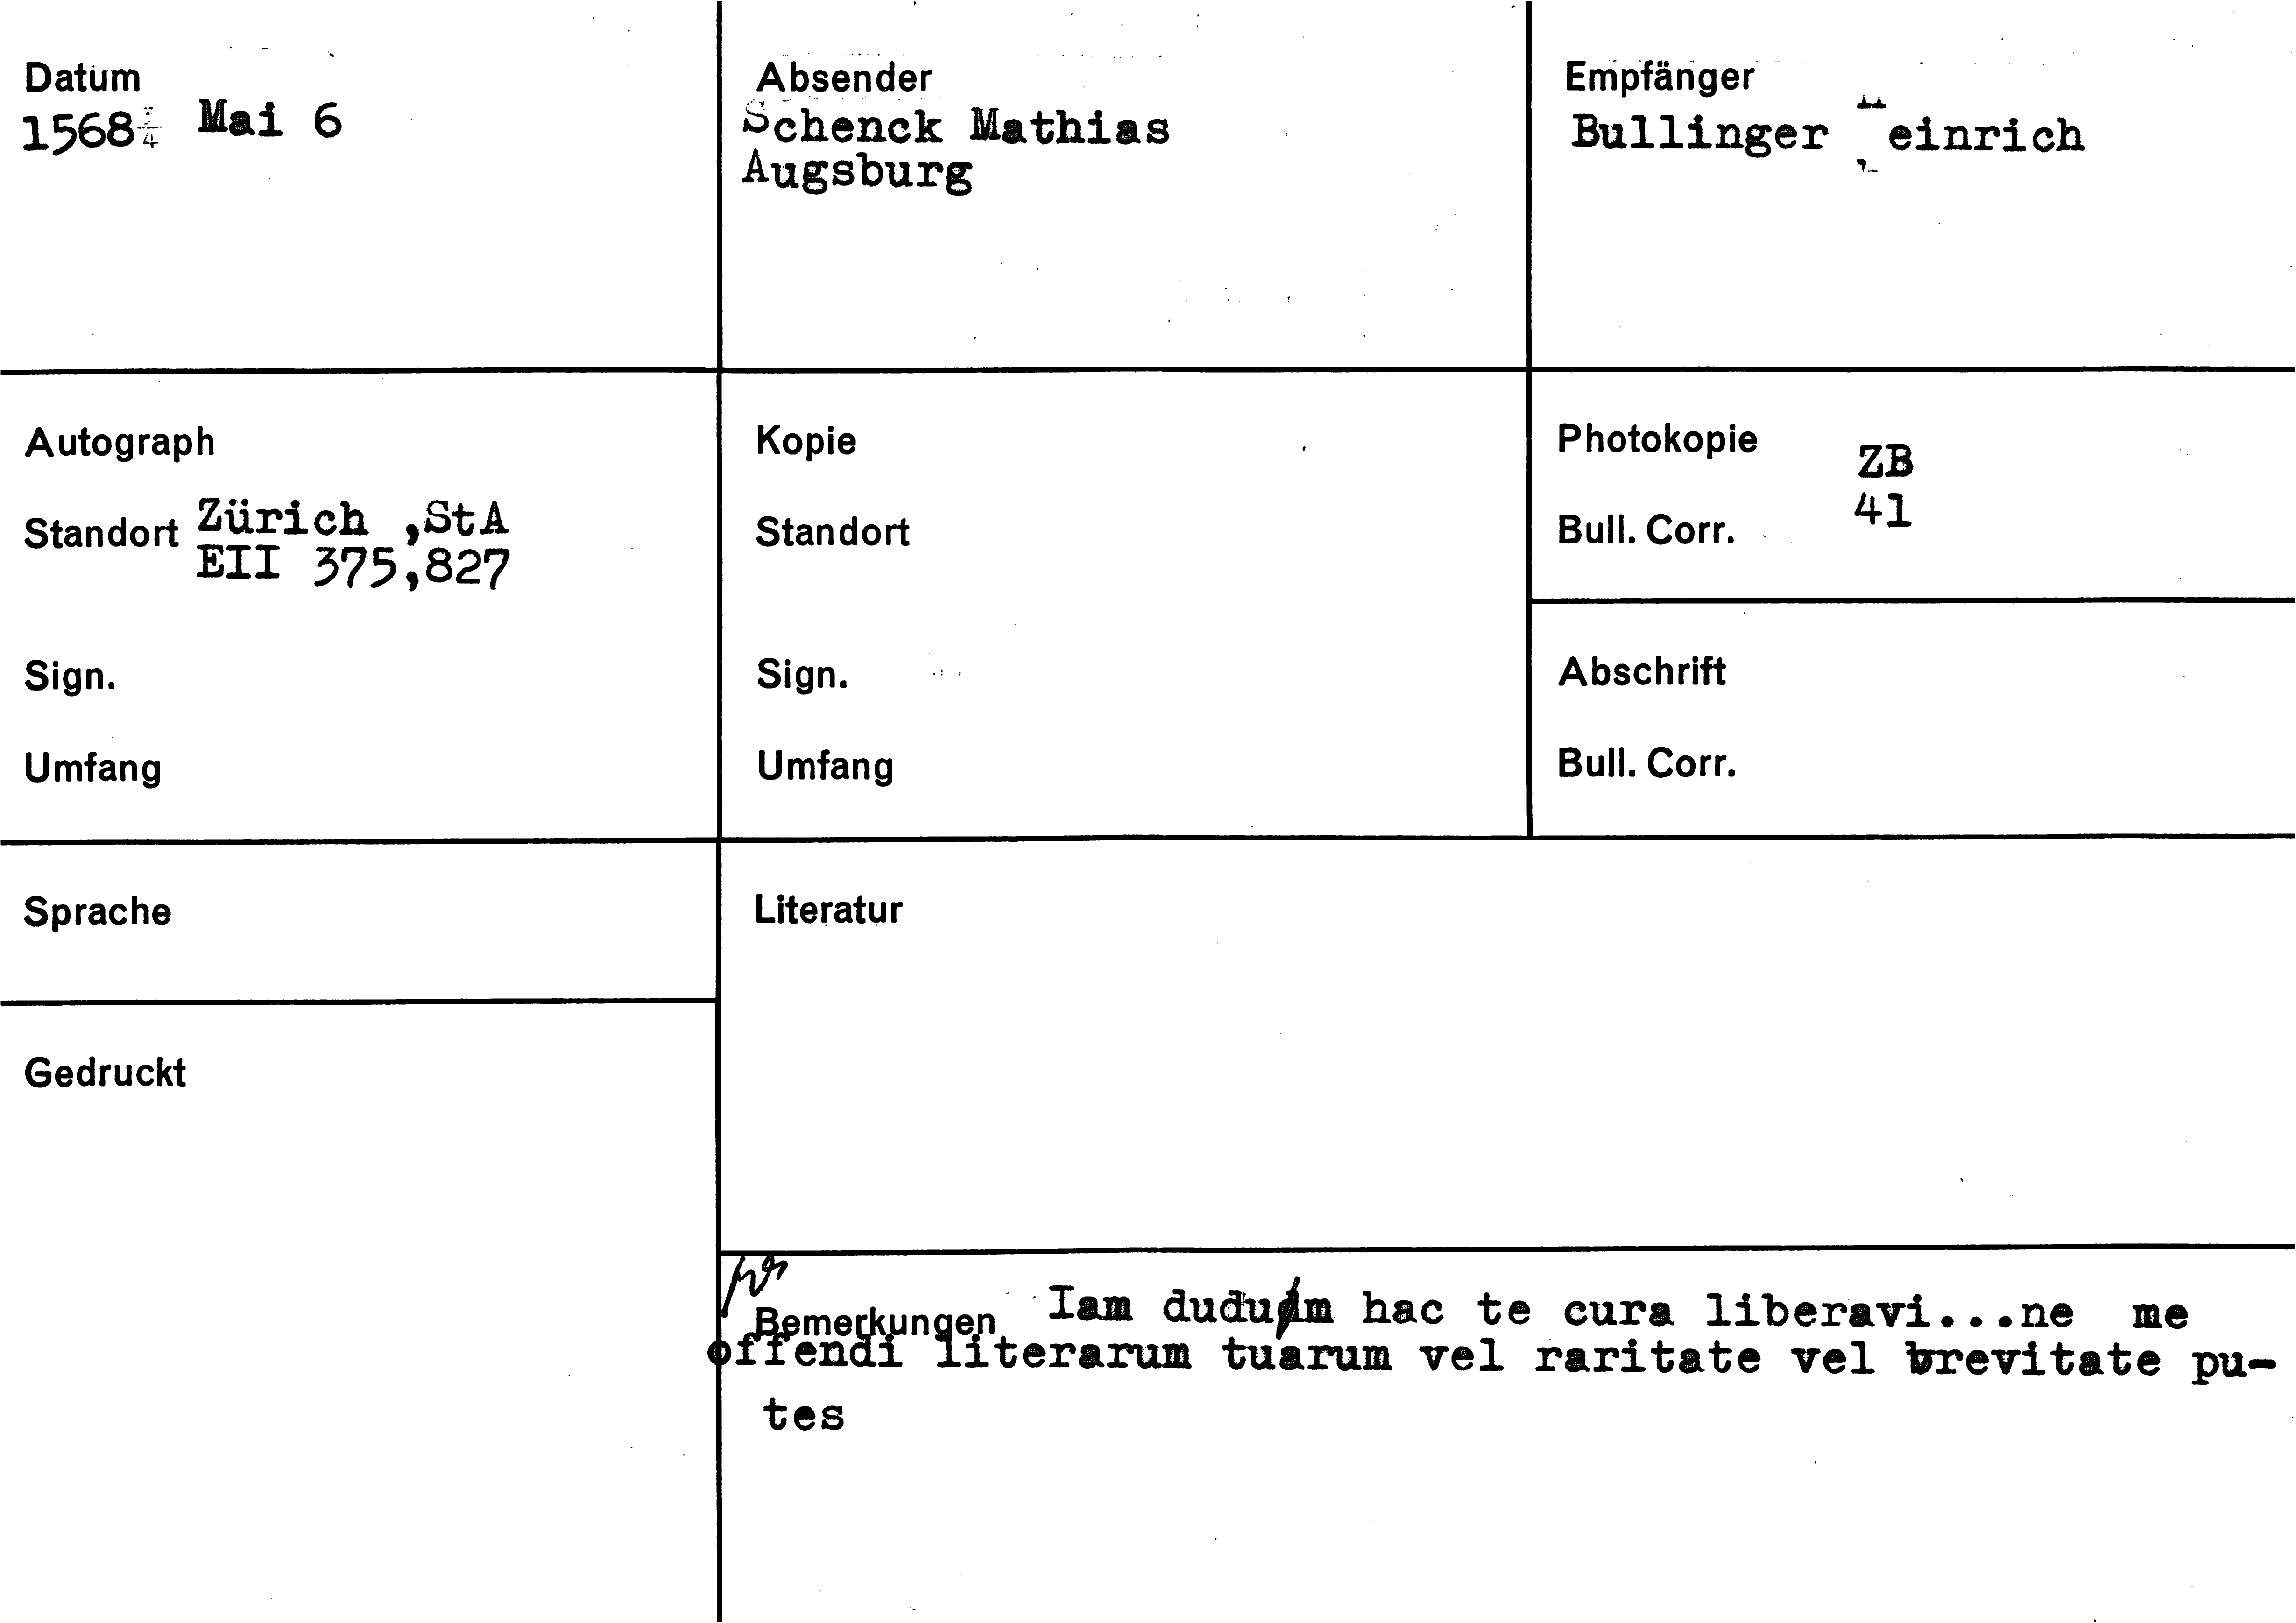 Datum
1568 Mai 6
Absender
Schenck Mathias
Augsburg
Empfänger
Bullinger Heinrich
Autograph
Standort Zürich ,StA
EII 375,827
Sign.
Umfang
Kopie
Standort
Sign.
Umfang
Photokopie ZB
Bull. Corr. 41
Abschrift
Bull. Corr.
Sprache
Gedruckt
Literatur
Bemerkungen Iam dudum hac te cura liberavi...ne me
offendi literarum tuarum vel raritate vel brevitate pu-
tes